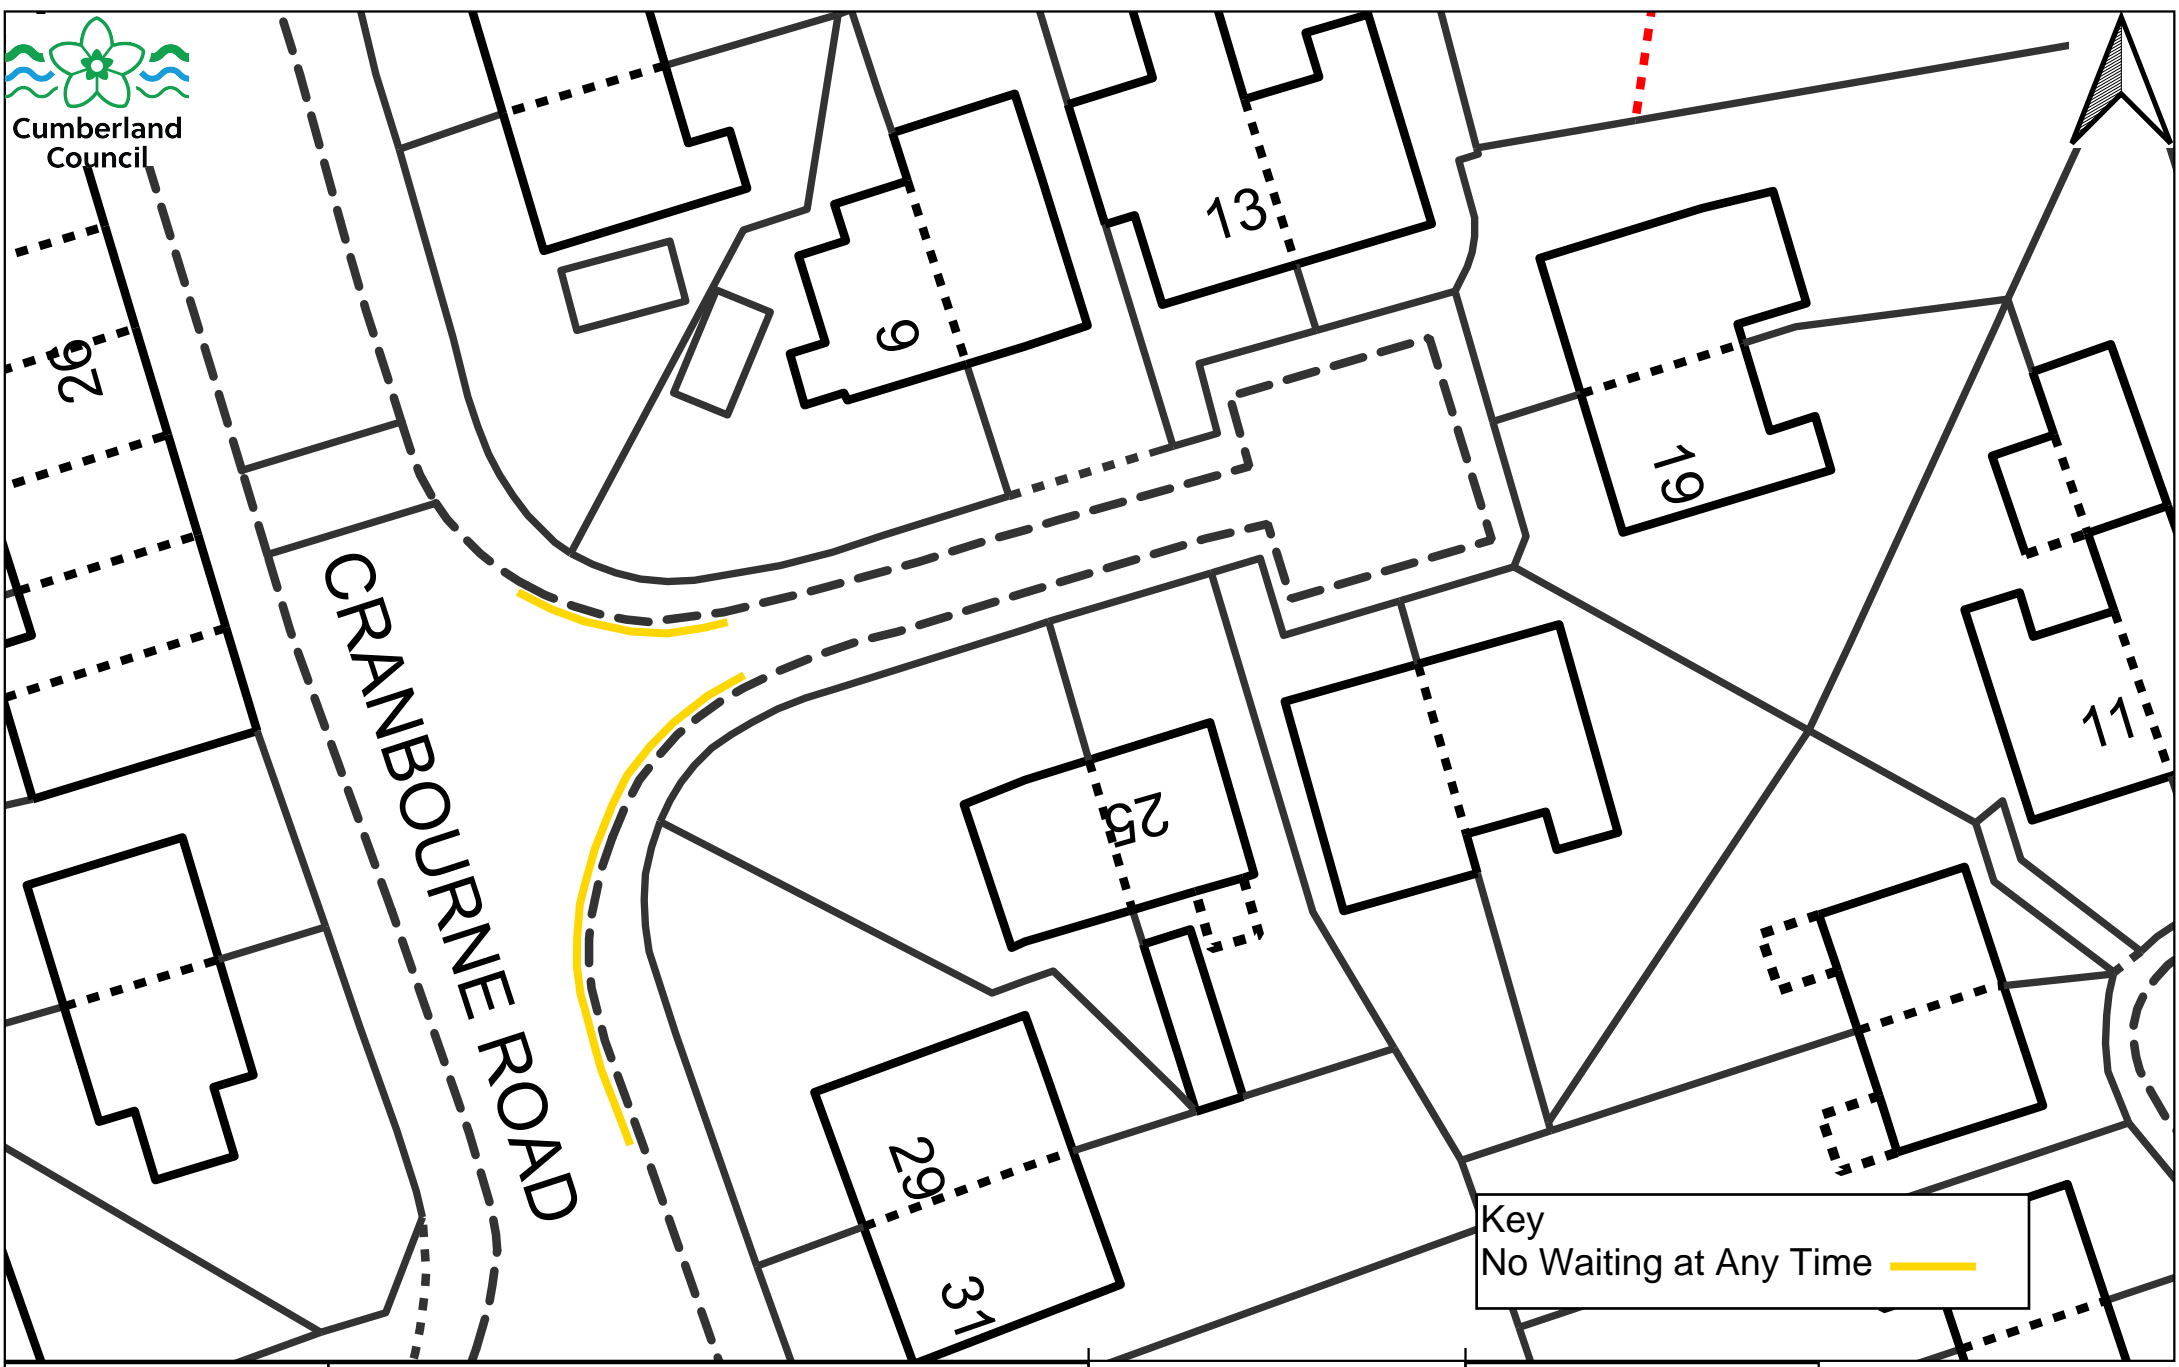 Cumberland
Council
13
9
26
19
CRANBOURNE ROAD
11
25
29
31
Key
No Waiting at Any Time